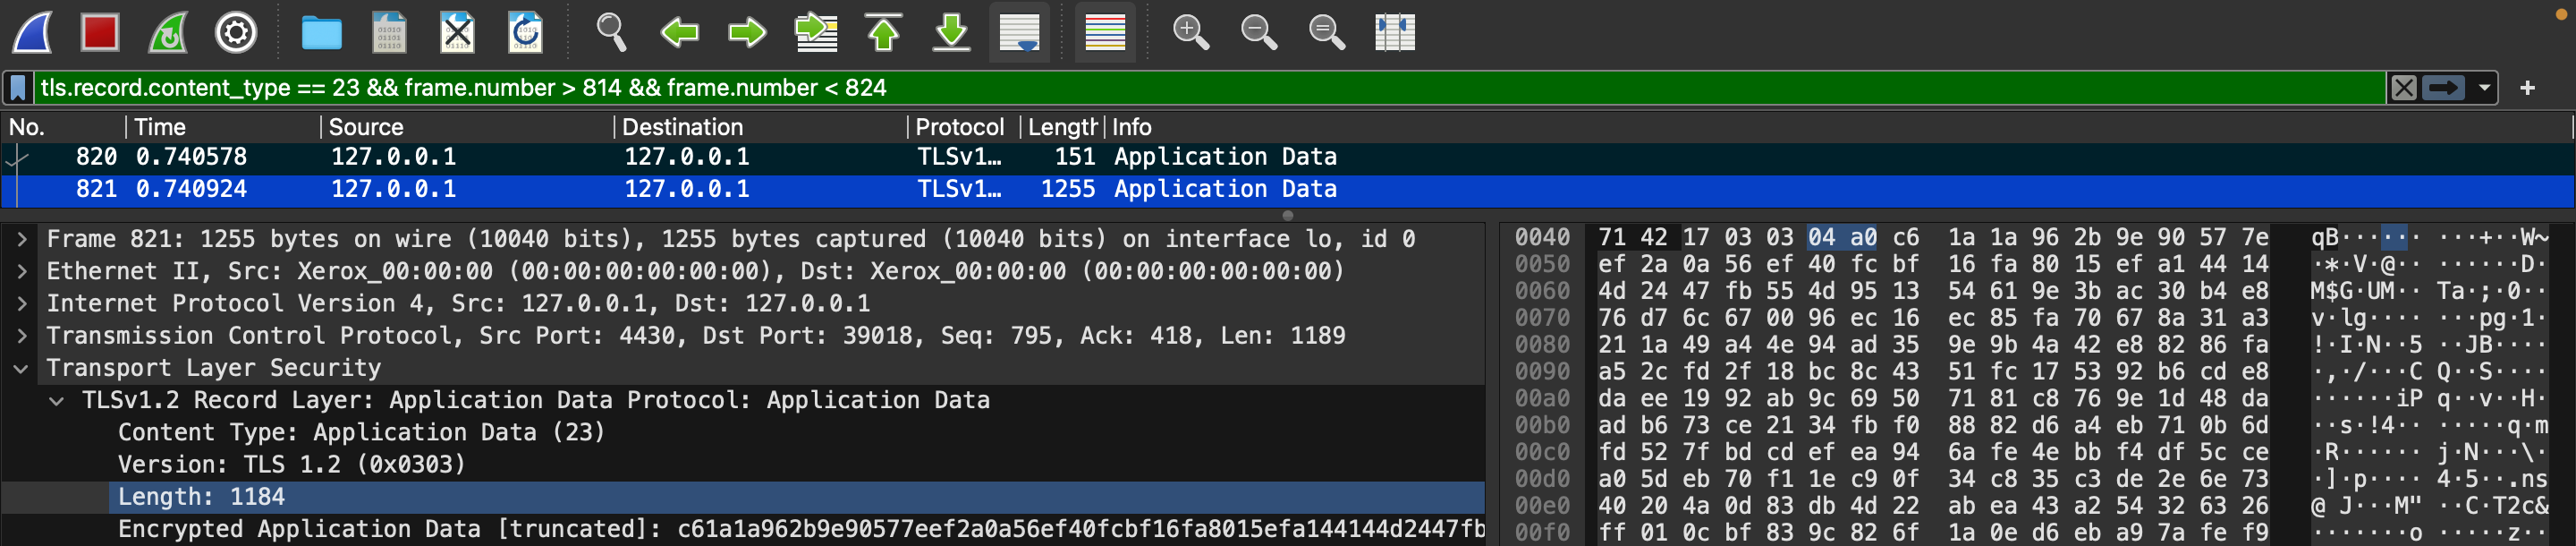 tls.record.content_type == 23 && frame.number > 814 && frame.number < 824
No. Time Source Destination Protocol Length Info
820 0.740578 127.0.0.1 127.0.0.1 TLSv1… 151 Application Data
821 0.740924 127.0.0.1 127.0.0.1 TLSv1… 1255 Application Data
Frame 821: 1255 bytes on wire (10040 bits), 1255 bytes captured (10040 bits) on interface lo, id 0
Ethernet II, Src: Xerox_00:00:00 (00:00:00:00:00:00), Dst: Xerox_00:00:00 (00:00:00:00:00:00)
Internet Protocol Version 4, Src: 127.0.0.1, Dst: 127.0.0.1
Transmission Control Protocol, Src Port: 4430, Dst Port: 39018, Seq: 795, Ack: 418, Len: 1189
Transport Layer Security
TLSv1.2 Record Layer: Application Data Protocol: Application Data
Content Type: Application Data (23)
Version: TLS 1.2 (0x0303)
Length: 1184
Encrypted Application Data [truncated]: c61a1a962b9e90577eef2a0a56ef40fcbf16fa8015efa144144d2447fb
0040 71 42 17 03 03 04 a0 c6 1a 1a 96 2b 9e 90 57 7e qB······ ···+··W~
0050 ef 2a 0a 56 ef 40 fc bf 16 fa 80 15 ef a1 44 14 ·*·V·@·· ······D·
0060 4d 24 47 fb 55 4d 95 13 54 61 9e 3b ac 30 b4 e8 M$G·UM·· Ta·;·0··
0070 76 d7 6c 67 00 96 ec 16 ec 85 fa 70 67 8a 31 a3 v·lg···· ···pg·1·
0080 21 1a 49 a4 4e 94 ad 35 9e 9b 4a 42 e8 82 86 fa !·I·N··5 ··JB····
0090 a5 2c fd 2f 18 bc 8c 43 51 fc 17 53 92 b6 cd e8 ·,·/···C Q··S····
00a0 da ee 19 92 ab 9c 69 50 71 81 c8 76 9e 1d 48 da ······iP q··v··H·
00b0 ad b6 73 ce 21 34 fb f0 88 82 d6 a4 eb 71 0b 6d ··s·!4·· ·····q·m
00c0 fd 52 7f bd cd ef ea 94 6a fe 4e bb f4 df 5c ce ·R······ j·N···\·
00d0 a0 5d eb 70 f1 1e c9 0f 34 c8 35 c3 de 2e 6e 73 ·]·p···· 4·5··.ns
00e0 40 20 4a 0d 83 db 4d 22 ab ea 43 a2 54 32 63 26 @ J···M" ··C·T2c&
00f0 ff 01 0c bf 83 9c 82 6f 1a 0e d6 eb a9 7a fe f9 ·······o ·····z··